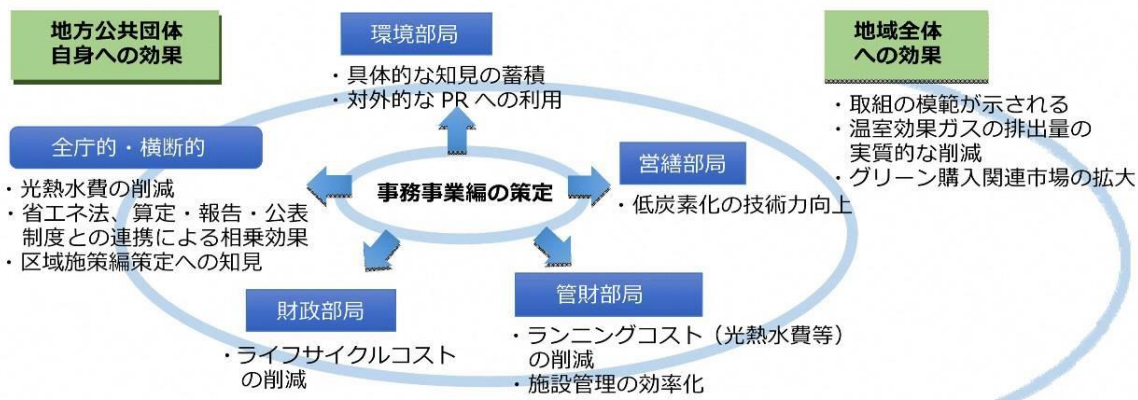 地方公共団体
自身への効果
環境部局
・具体的な知見の蓄積
・対外的な PR への利用
地域全体
への効果
・取組の模範が示される
・温室効果ガスの排出量の
実質的な削減
・グリーン購入関連市場の拡大
全庁的・横断的
・光熱水費の削減
・省エネ法、算定・報告・公表
制度との連携による相乗効果
・区域施策編策定への知見
事務事業編の策定
営繕部局
・低炭素化の技術力向上
財政部局
・ライフサイクルコスト
の削減
管財部局
・ランニングコスト（光熱水費等）
の削減
・施設管理の効率化